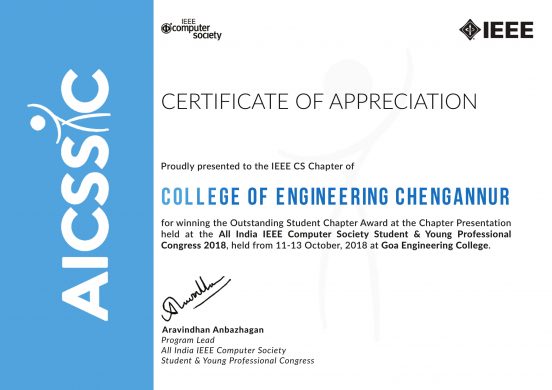 IEEE
computer
society
IEEE
AICSSYC
CERTIFICATE OF APPRECIATION
Proudly presented to the IEEE CS Chapter of
COLLEGE OF ENGINEERING CHENGANNUR
for winning the Outstanding Student Chapter Award at the Chapter Presentation
held at the All India IEEE Computer Society Student & Young Professional
Congress 2018, held from 11-13 October, 2018 at Goa Engineering College.
Aravindhan Anbazhagan
Program Lead
All India IEEE Computer Society
Student & Young Professional Congress